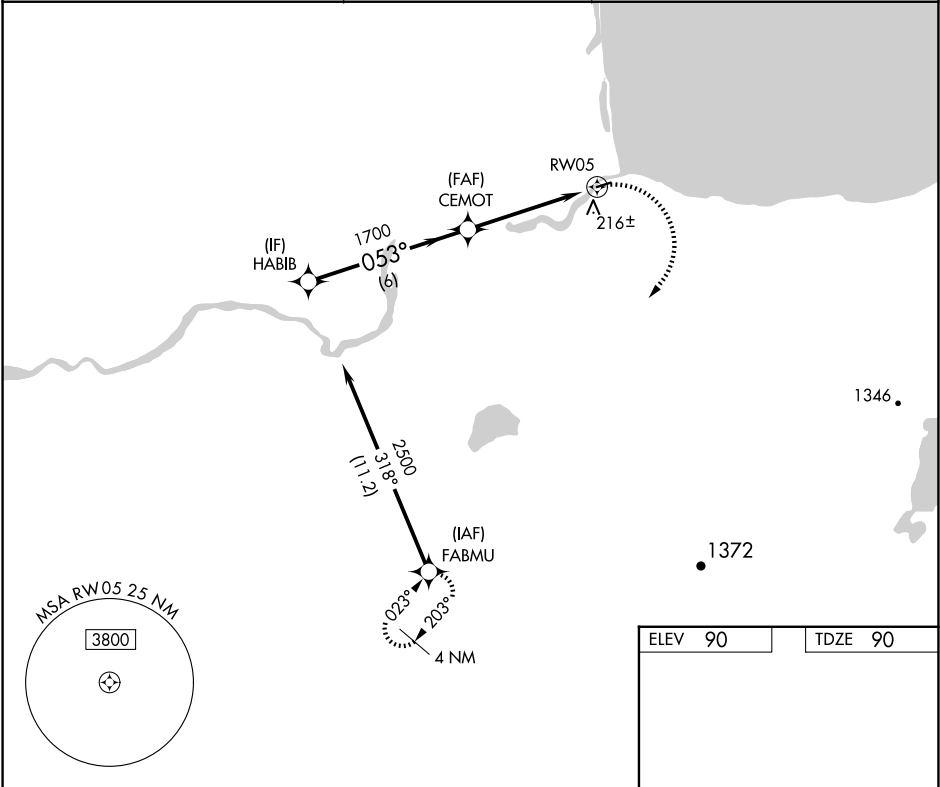 RW05
(FAF)
CEMOT
216±
1700
(IF)
HABIB
053°
(6)
1346
2500
318°
(11.2)
(IAF)
FABMU
1372
023°
203°
4 NM
MSA RW05 25 NM
3800
ELEV 90
TDZE 90